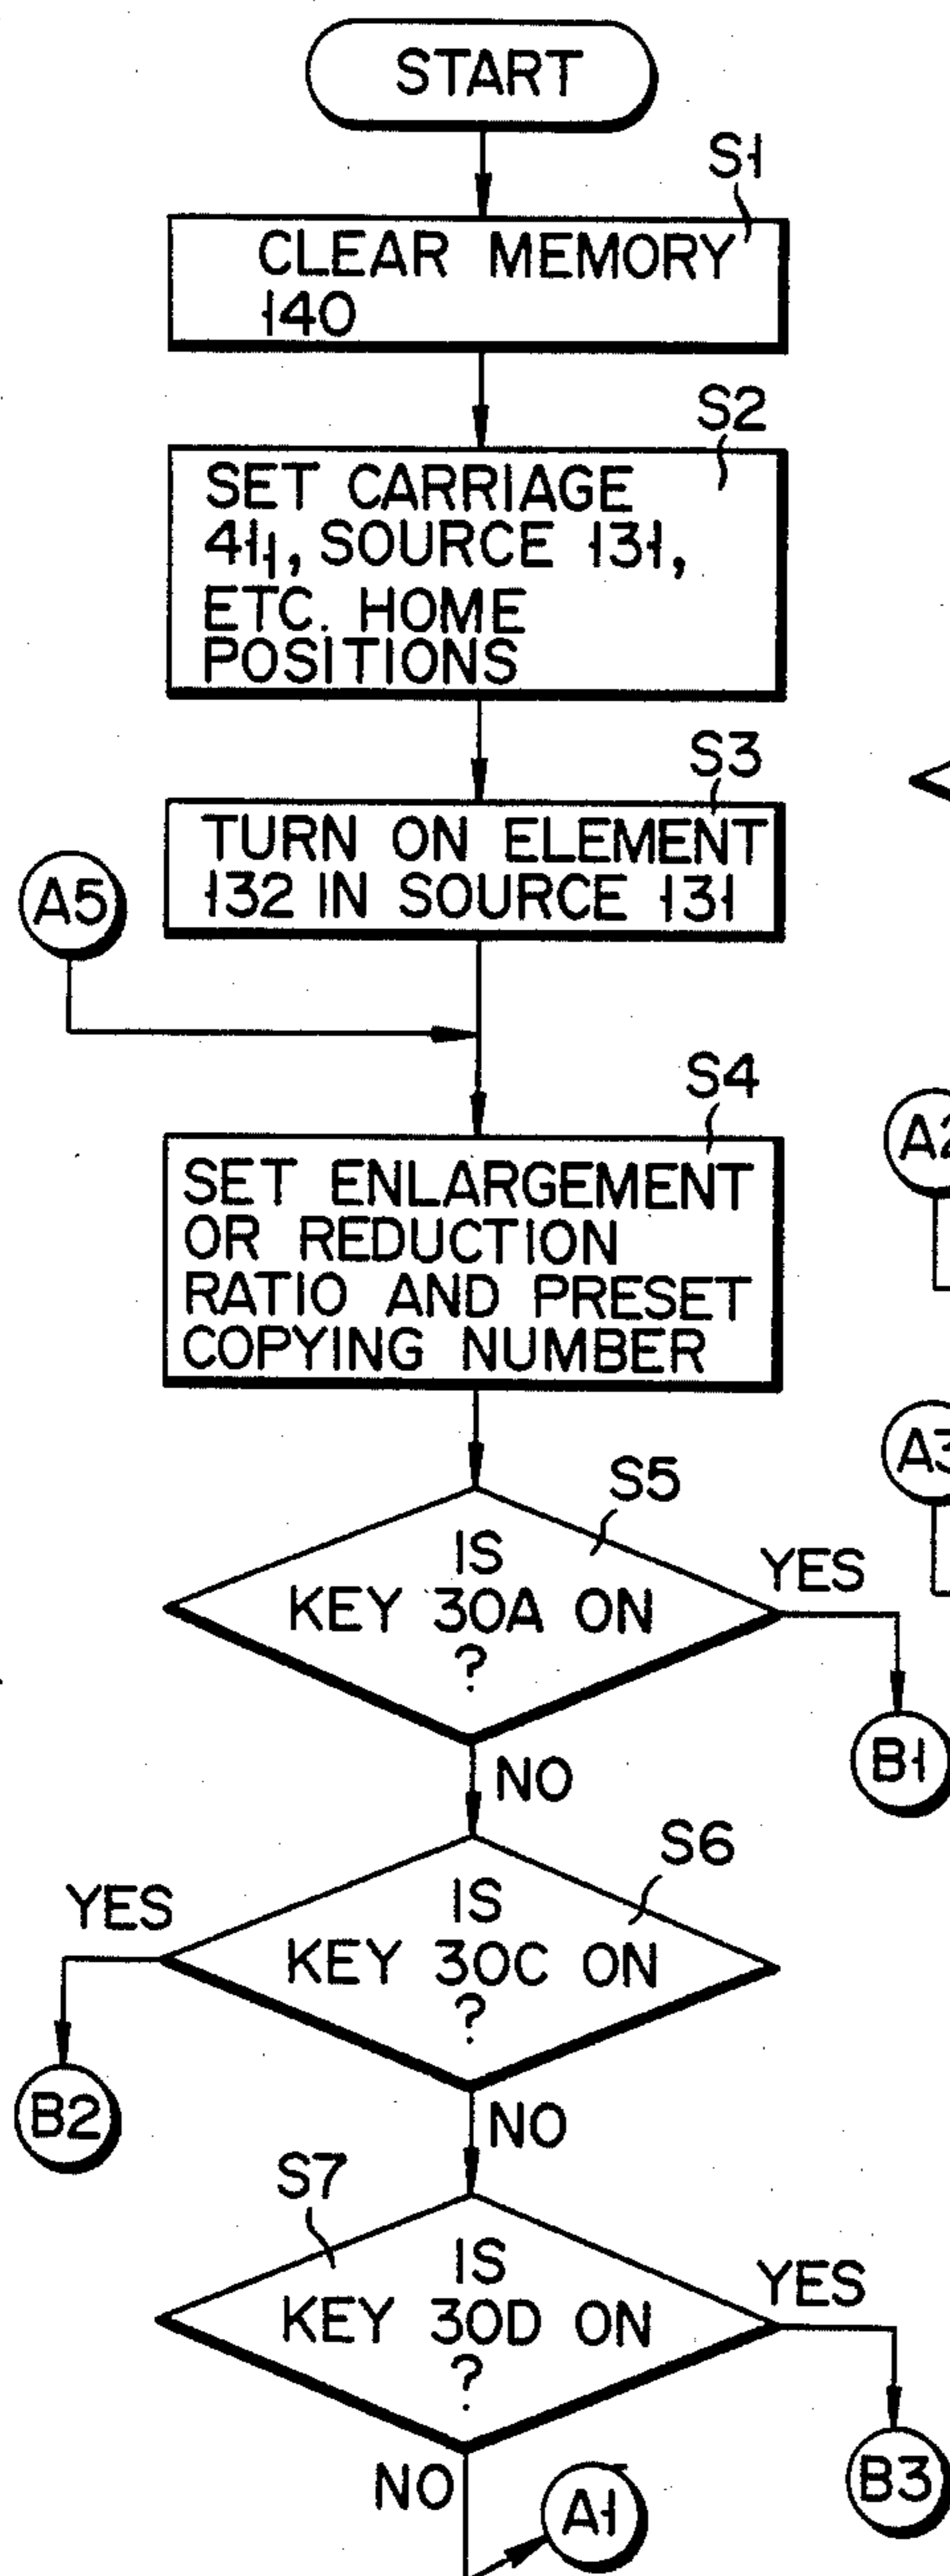 START
S1
CLEAR MEMORY
140
S2
SET CARRIAGE
41₁, SOURCE 131,
ETC. HOME
POSITIONS
S3
TURN ON ELEMENT
132 IN SOURCE 131
A5
S4
A2
SET ENLARGEMENT
OR REDUCTION
RATIO AND PRESET
COPYING NUMBER
A3
S5
IS
KEY 30A ON
?
YES
B1
NO
S6
IS
KEY 30C ON
?
YES
B2
NO
S7
IS
KEY 30D ON
?
YES
B3
NO
A1